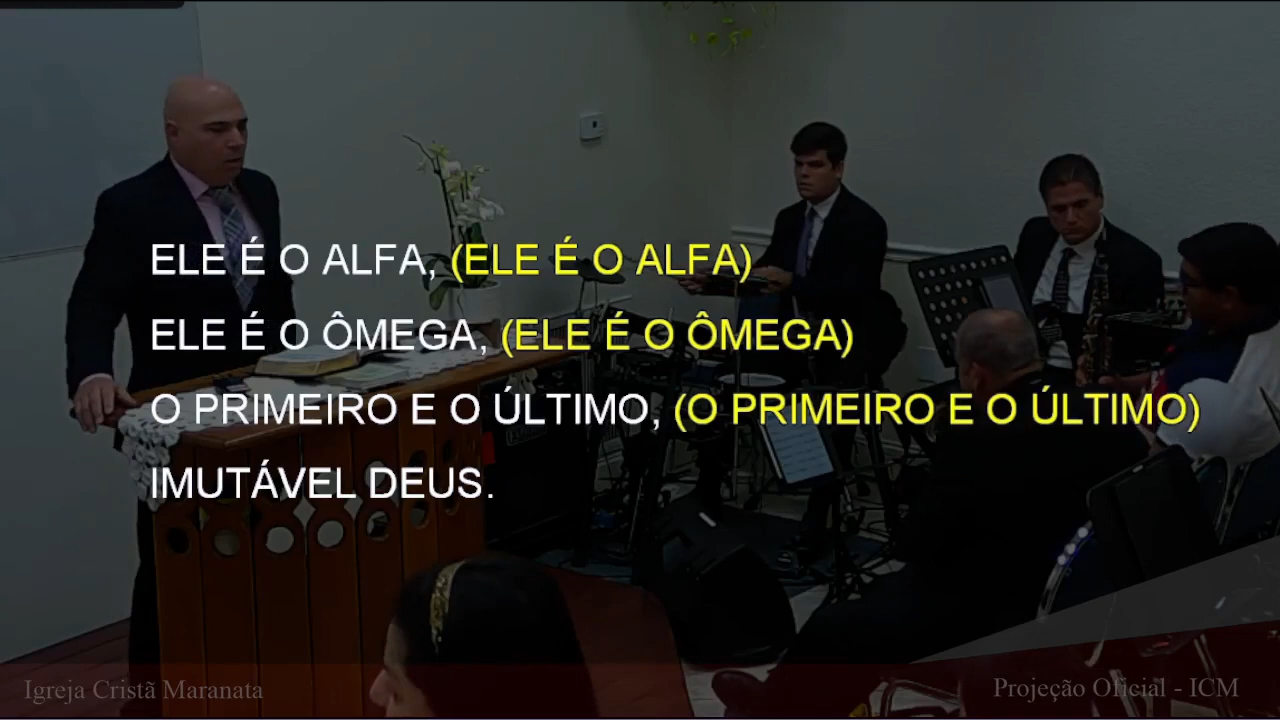 ELE É O ALFA, (ELE É O ALFA)
ELE É O ÔMEGA, (ELE É O ÔMEGA)
O PRIMEIRO E O ÚLTIMO, (O PRIMEIRO E O ÚLTIMO)
IMUTÁVEL DEUS.
Igreja Cristã Maranata
Projeção Oficial - ICM